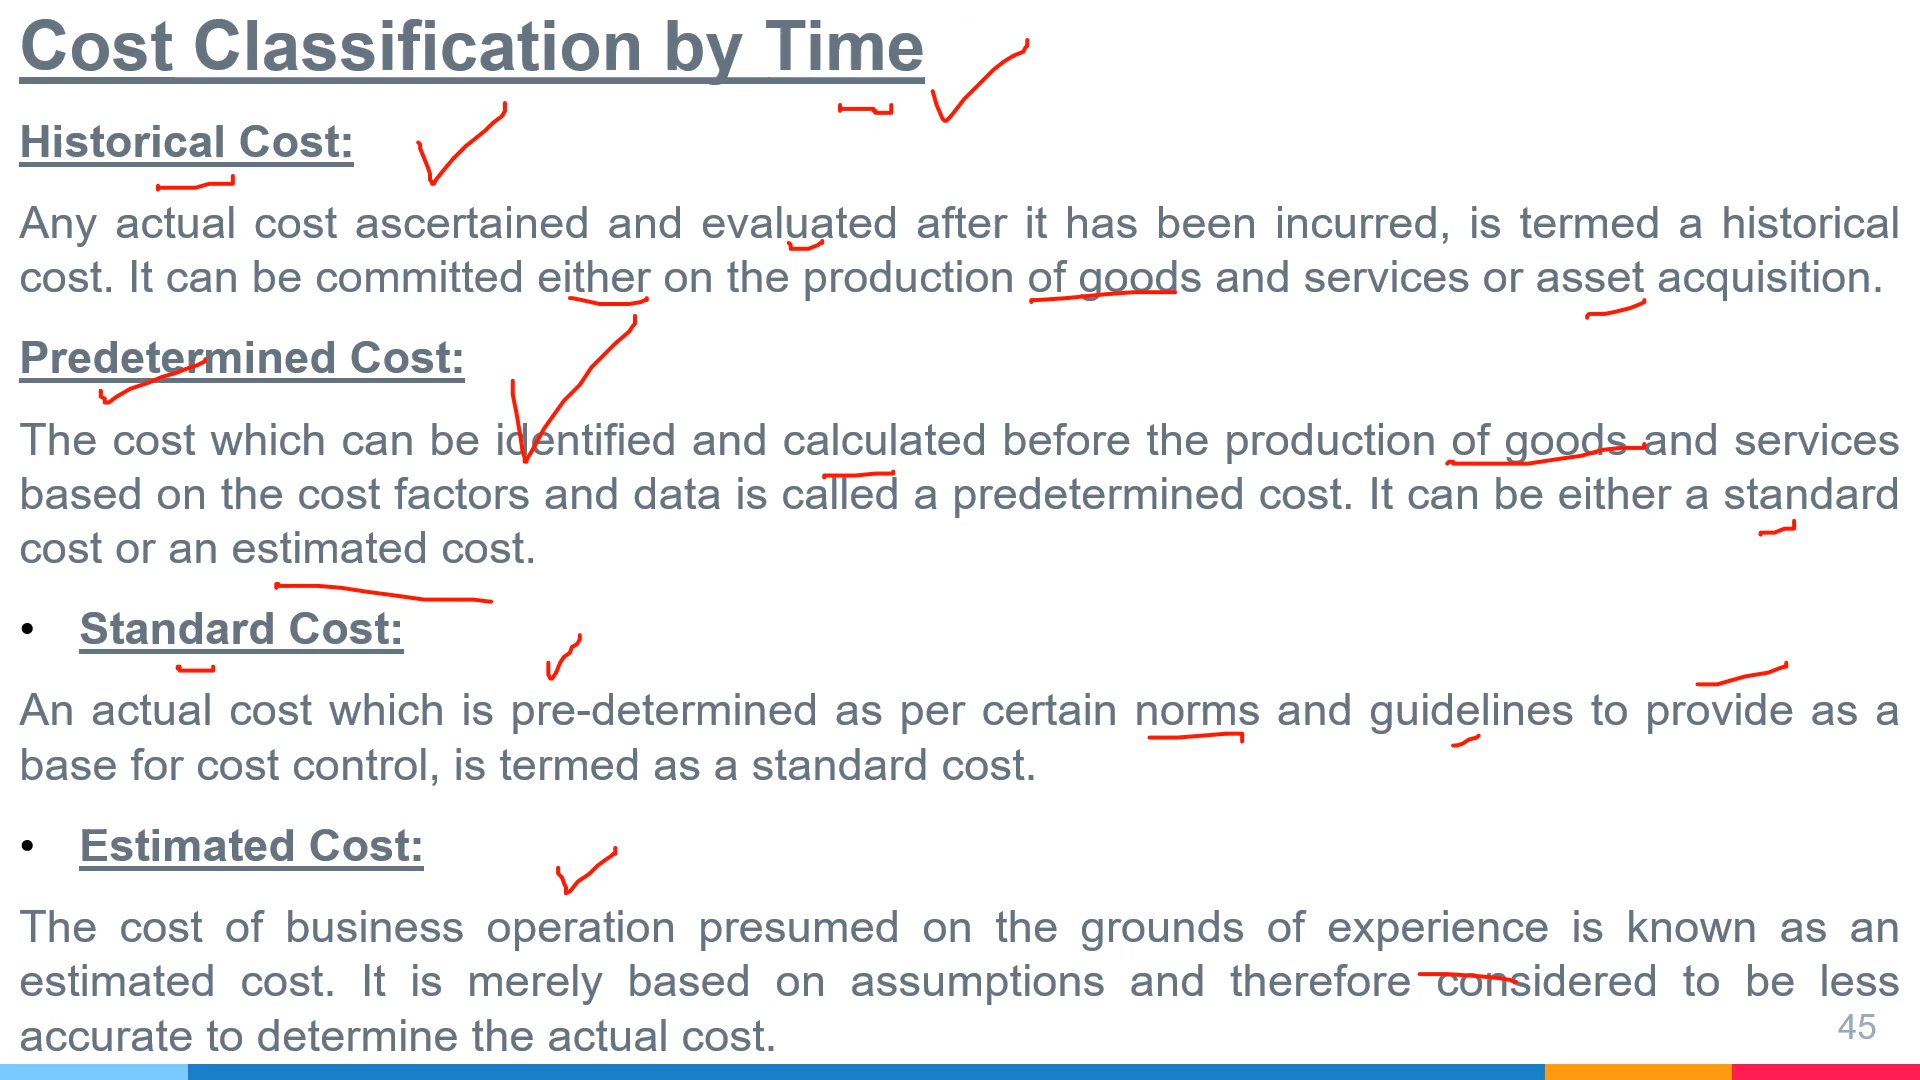 Cost Classification by Time
Historical Cost:
Any actual cost ascertained and evaluated after it has been incurred, is termed a historical
cost. It can be committed either on the production of goods and services or asset acquisition.
Predetermined Cost:
The cost which can be identified and calculated before the production of goods and services
based on the cost factors and data is called a predetermined cost. It can be either a standard
cost or an estimated cost.
• Standard Cost:
An actual cost which is pre-determined as per certain norms and guidelines to provide as a
base for cost control, is termed as a standard cost.
• Estimated Cost:
The cost of business operation presumed on the grounds of experience is known as an
estimated cost. It is merely based on assumptions and therefore considered to be less
accurate to determine the actual cost.
45